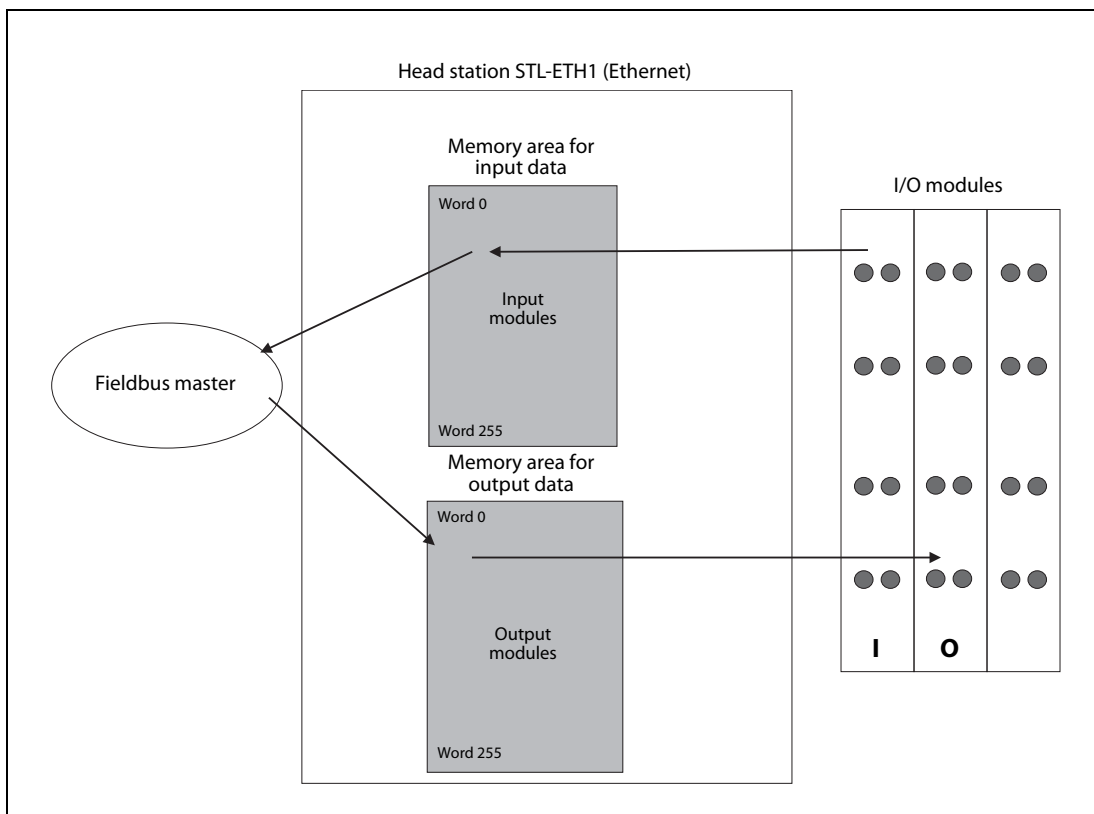 Head station STL-ETH1 (Ethernet)
Memory area for
input data
Word 0
Input
modules
Word 255
Memory area for
output data
Word 0
Output
modules
Word 255
Fieldbus master
I/O modules
I
O